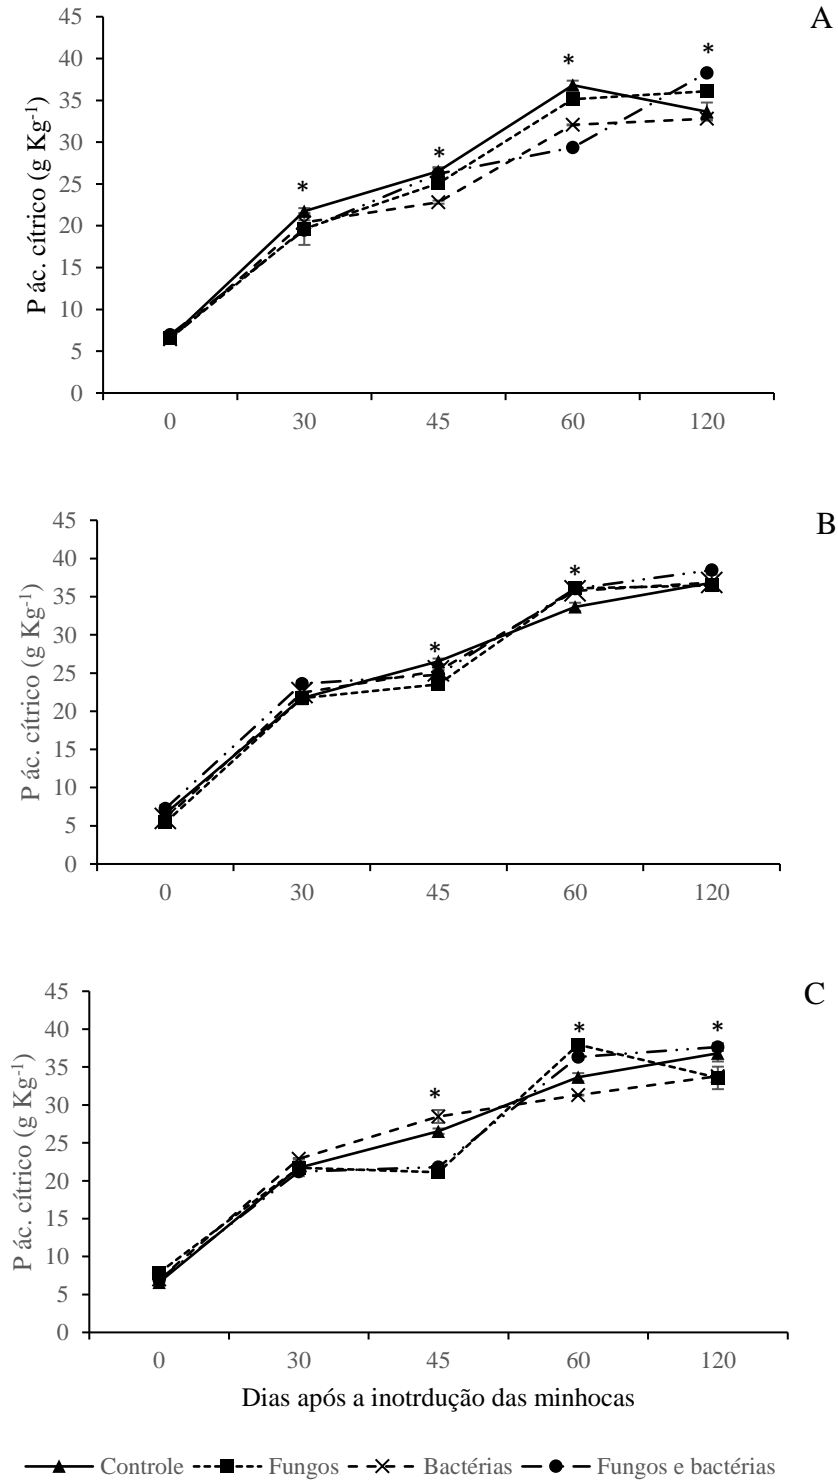 A
P ác. cítrico (g Kg-1)
45
40
35
30
25
20
15
10
5
0
* * * * *
0 30 45 60 120
B
P ác. cítrico (g Kg-1)
45
40
35
30
25
20
15
10
5
0
* *
0 30 45 60 120
C
P ác. cítrico (g Kg-1)
45
40
35
30
25
20
15
10
5
0
* * *
0 30 45 60 120
Dias após a inotrdução das minhocas
Controle Fungos Bactérias Fungos e bactérias